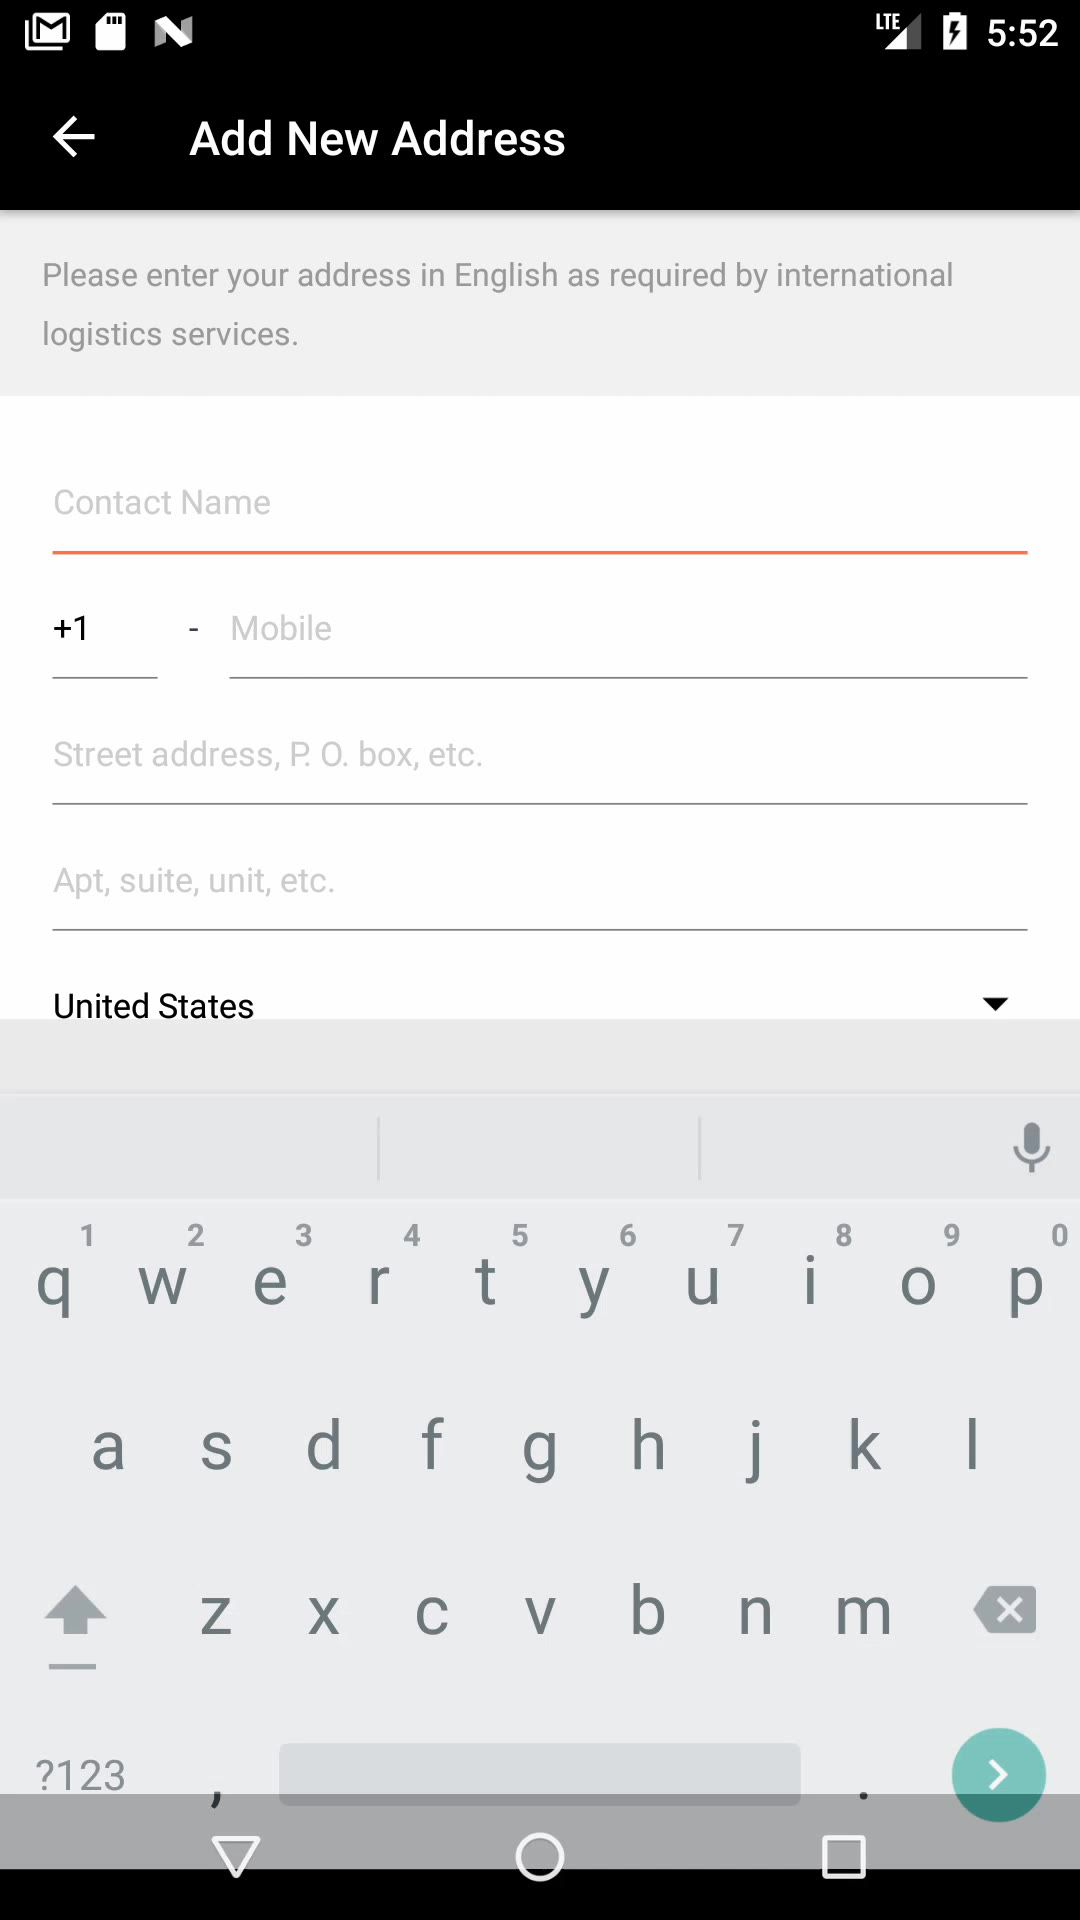 LTE 5:52
Add New Address
Please enter your address in English as required by international
logistics services.
Contact Name
+1 - Mobile
Street address, P. O. box, etc.
Apt, suite, unit, etc.
United States
1 2 3 4 5 6 7 8 9 0
q w e r t y u i o p
a s d f g h j k l
z x c v b n m
?123 , .